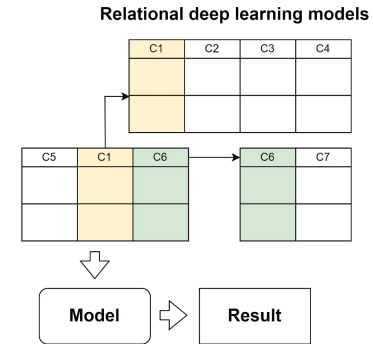 Relational deep learning models
C1 C2 C3 C4
C5 C1 C6 C6 C7
Model Result